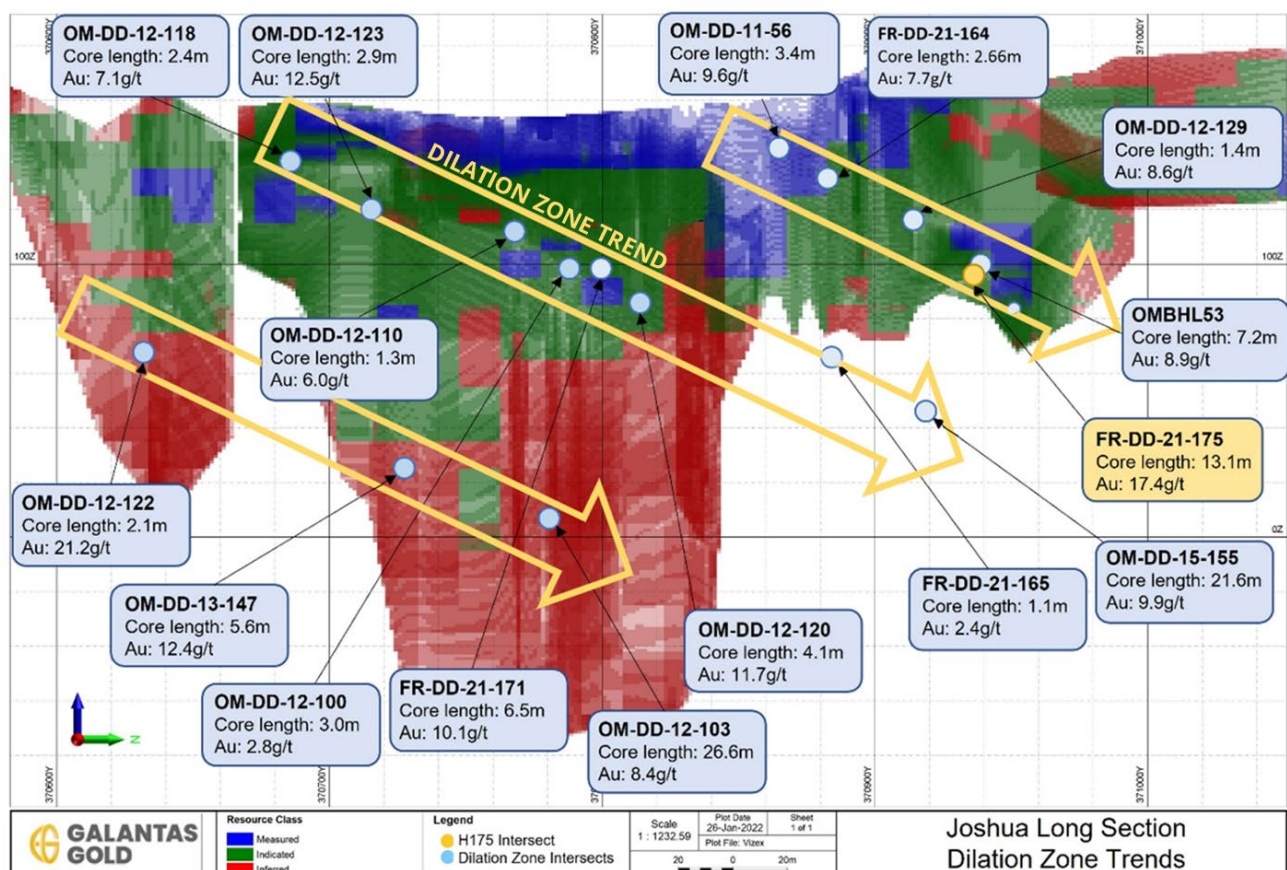 370600Y
370800Y
370900Y
371000Y
OM-DD-12-118
Core length: 2.4m
Au: 7.1g/t
OM-DD-12-123
Core length: 2.9m
Au: 12.5g/t
OM-DD-11-56
Core length: 3.4m
Au: 9.6g/t
FR-DD-21-164
Core length: 2.66m
Au: 7.7g/t
OM-DD-12-129
Core length: 1.4m
Au: 8.6g/t
DILATION ZONE TREND
100Z
100Z
OM-DD-12-110
Core length: 1.3m
Au: 6.0g/t
OMBHL53
Core length: 7.2m
Au: 8.9g/t
FR-DD-21-175
Core length: 13.1m
Au: 17.4g/t
OM-DD-12-122
Core length: 2.1m
Au: 21.2g/t
0Z
OM-DD-15-155
Core length: 21.6m
Au: 9.9g/t
FR-DD-21-165
Core length: 1.1m
Au: 2.4g/t
OM-DD-13-147
Core length: 5.6m
Au: 12.4g/t
OM-DD-12-120
Core length: 4.1m
Au: 11.7g/t
OM-DD-12-100
Core length: 3.0m
Au: 2.8g/t
FR-DD-21-171
Core length: 6.5m
Au: 10.1g/t
OM-DD-12-103
Core length: 26.6m
Au: 8.4g/t
N
370600Y
370700Y
370900Y
371000Y
GALANTAS
GOLD
Resource Class
Measured
Indicated
Inferred
Legend
H175 Intersect
Dilation Zone Intersects
Scale
1 : 1232.59
Plot Date
26-Jan-2022
Sheet
1 of 1
Plot File: Vizex
20 0 20m
Joshua Long Section
Dilation Zone Trends